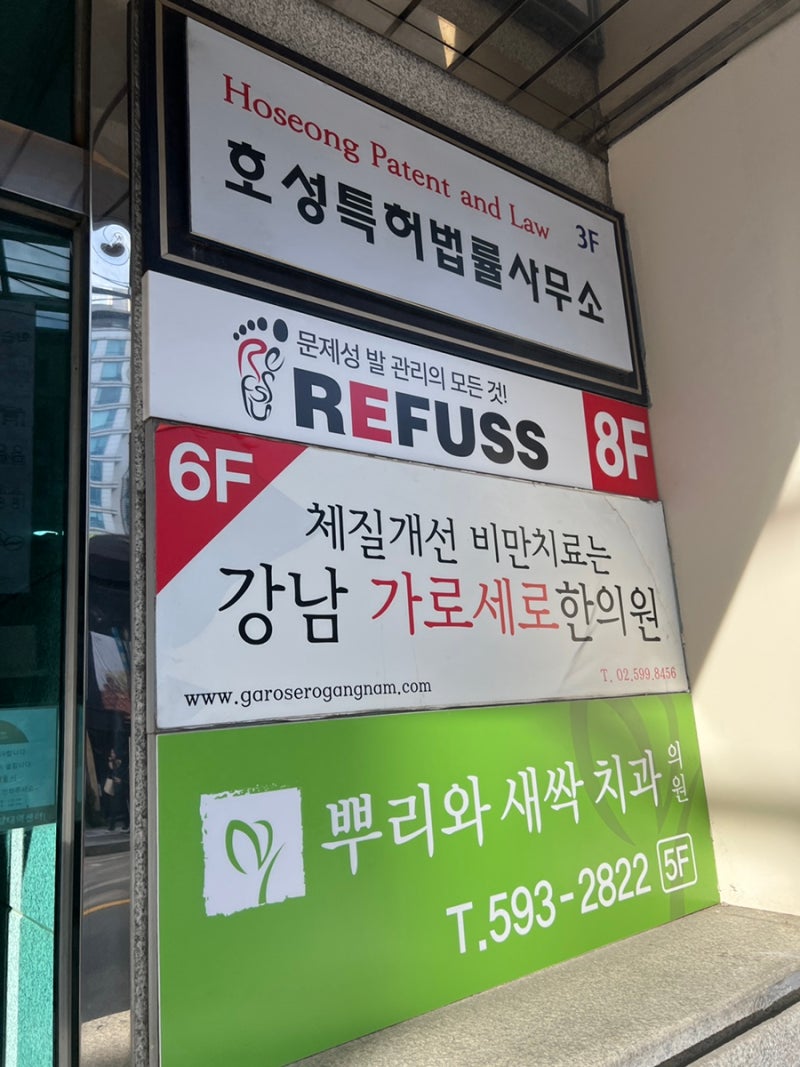 Hoseong Patent and Law
호성특허법률사무소 3F
문제성 발 관리의 모든 것!
REFUSS
8F
6F
체질개선 비만치료는
강남 가로세로한의원
www.garoserogangnam.com
T. 02.599.8456
뿌리와 새싹 치과의원
T.593-2822 5F